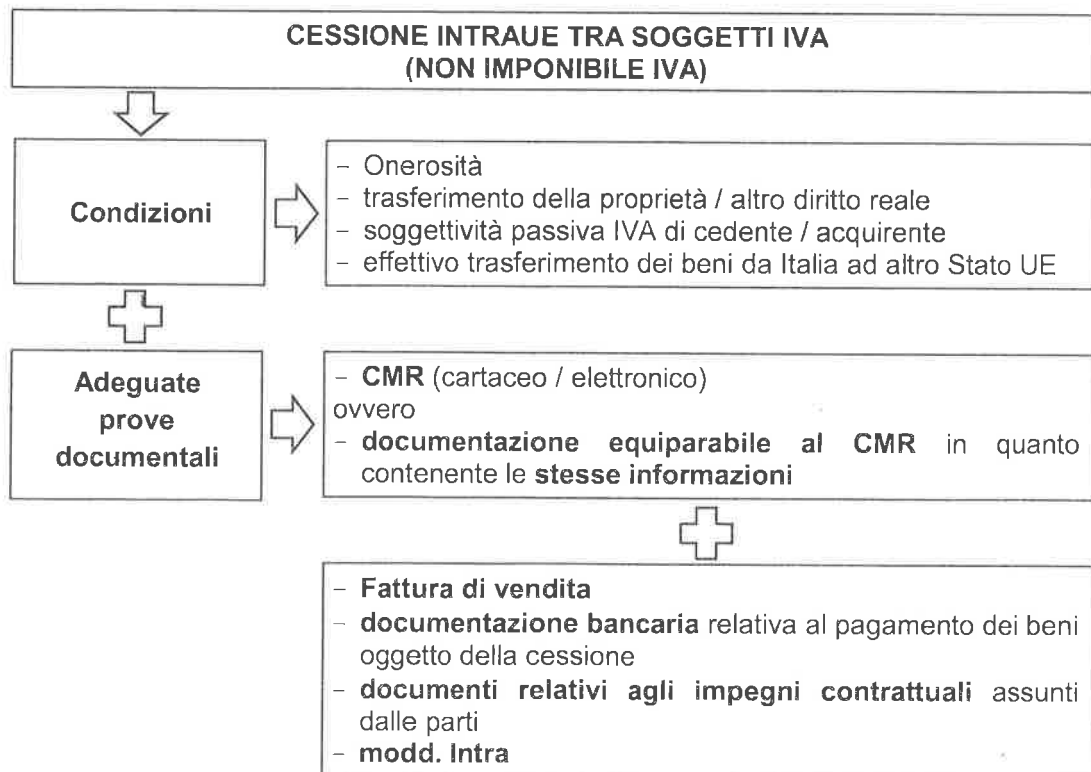 CESSIONE INTRAUE TRA SOGGETTI IVA
(NON IMPONIBILE IVA)
Condizioni
– Onerosità
– trasferimento della proprietà / altro diritto reale
– soggettività passiva IVA di cedente / acquirente
– effettivo trasferimento dei beni da Italia ad altro Stato UE
Adeguate
prove
documentali
– CMR (cartaceo / elettronico)
ovvero
– documentazione equiparabile al CMR in quanto
contenente le stesse informazioni
– Fattura di vendita
– documentazione bancaria relativa al pagamento dei beni
oggetto della cessione
– documenti relativi agli impegni contrattuali assunti
dalle parti
– modd. Intra